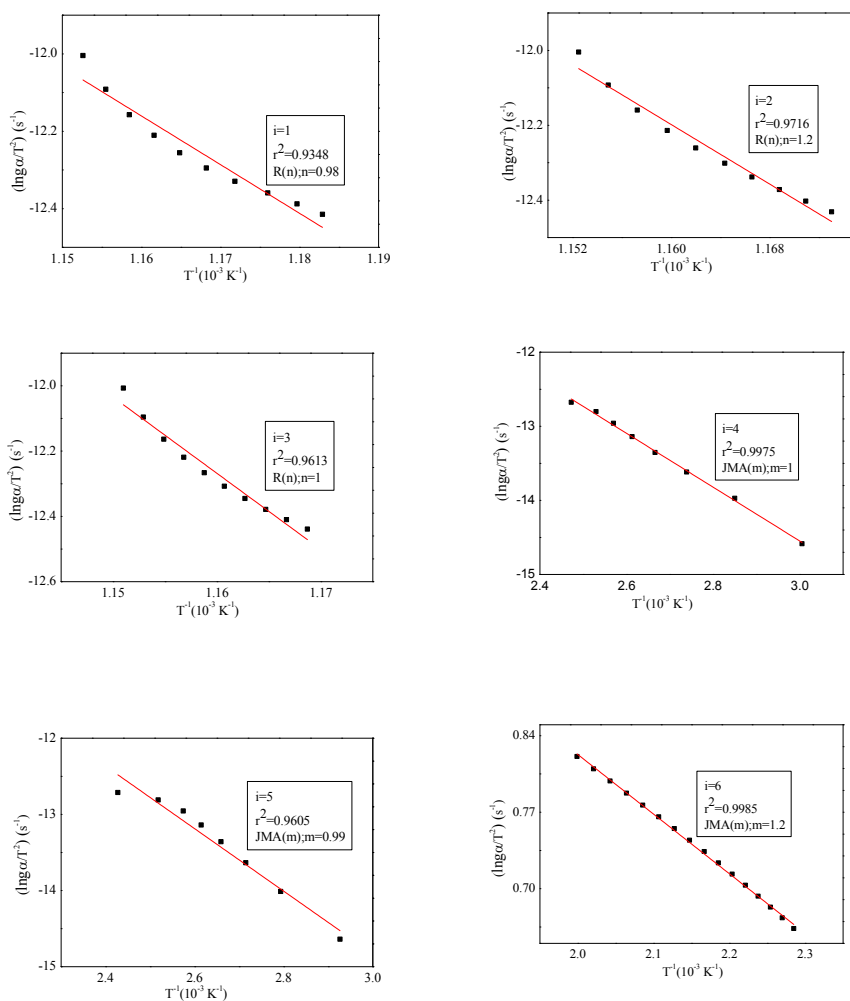 -12.0
-12.2
-12.4
(lngα/T²) (s⁻¹)
i=1
r²=0.9348
R(n);n=0.98
1.15 1.16 1.17 1.18 1.19
T⁻¹(10⁻³ K⁻¹)
-12.0
-12.2
-12.4
(lngα/T²) (s⁻¹)
i=2
r²=0.9716
R(n);n=1.2
1.152 1.160 1.168
T⁻¹(10⁻³ K⁻¹)
-12.0
-12.2
-12.4
-12.6
(lngα/T²) (s⁻¹)
i=3
r²=0.9613
R(n);n=1
1.15 1.16 1.17
T⁻¹(10⁻³ K⁻¹)
-12
-13
-14
-15
(lngα/T²) (s⁻¹)
i=4
r²=0.9975
JMA(m);m=1
2.4 2.6 2.8 3.0
T⁻¹(10⁻³ K⁻¹)
-12
-13
-14
-15
(lngα/T²) (s⁻¹)
i=5
r²=0.9605
JMA(m);m=0.99
2.4 2.6 2.8 3.0
T⁻¹(10⁻³ K⁻¹)
0.84
0.77
0.70
(lngα/T²) (s⁻¹)
i=6
r²=0.9985
JMA(m);m=1.2
2.0 2.1 2.2 2.3
T⁻¹(10⁻³ K⁻¹)